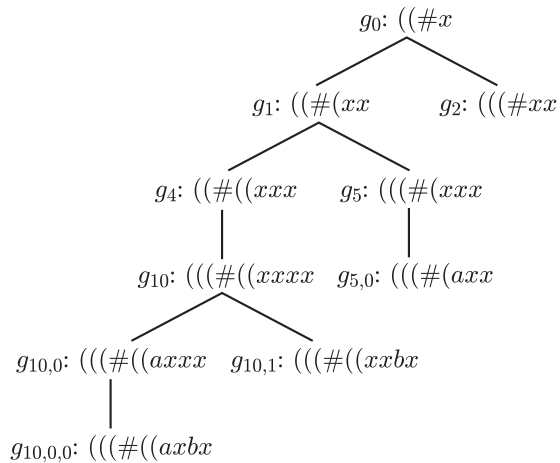 g₀: ((#x
g₁: ((#(xx g₂: (((#xx
g₄: ((#((xxx g₅: (((#(xxx
g₁₀: (((#((xxxx g₅,₀: (((#(axx
g₁₀,₀: (((#((axxx g₁₀,₁: (((#((xxbx
g₁₀,₀,₀: (((#((axbx